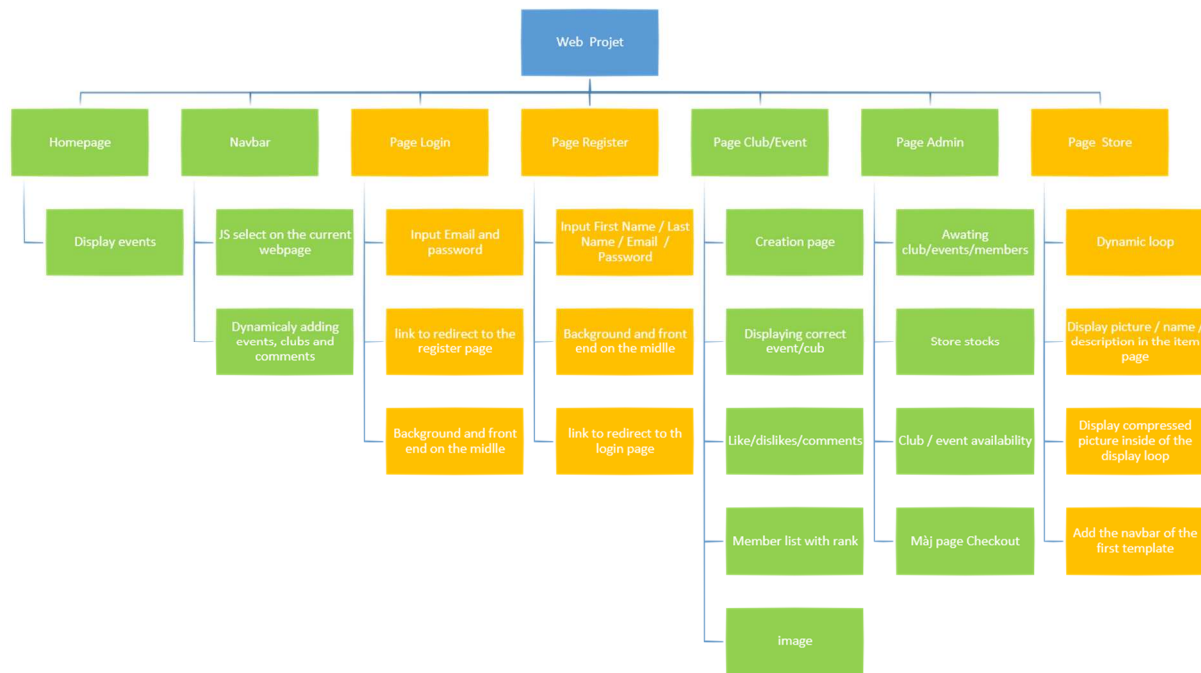 Web Projet
Homepage
Navbar
Page Login
Page Register
Page Club/Event
Page Admin
Page Store
Display events
JS select on the current
webpage
Input Email and
password
Input First Name / Last
Name / Email /
Password
Creation page
Awating
club/events/members
Dynamic loop
Dynamicaly adding
events, clubs and
comments
link to redirect to the
register page
Background and front
end on the midlle
Displaying correct
event/cub
Store stocks
Display picture / name /
description in the item
page
Background and front
end on the midlle
link to redirect to th
login page
Like/dislikes/comments
Club / event availability
Display compressed
picture inside of the
display loop
Member list with rank
Màj page Checkout
Add the navbar of the
first template
image